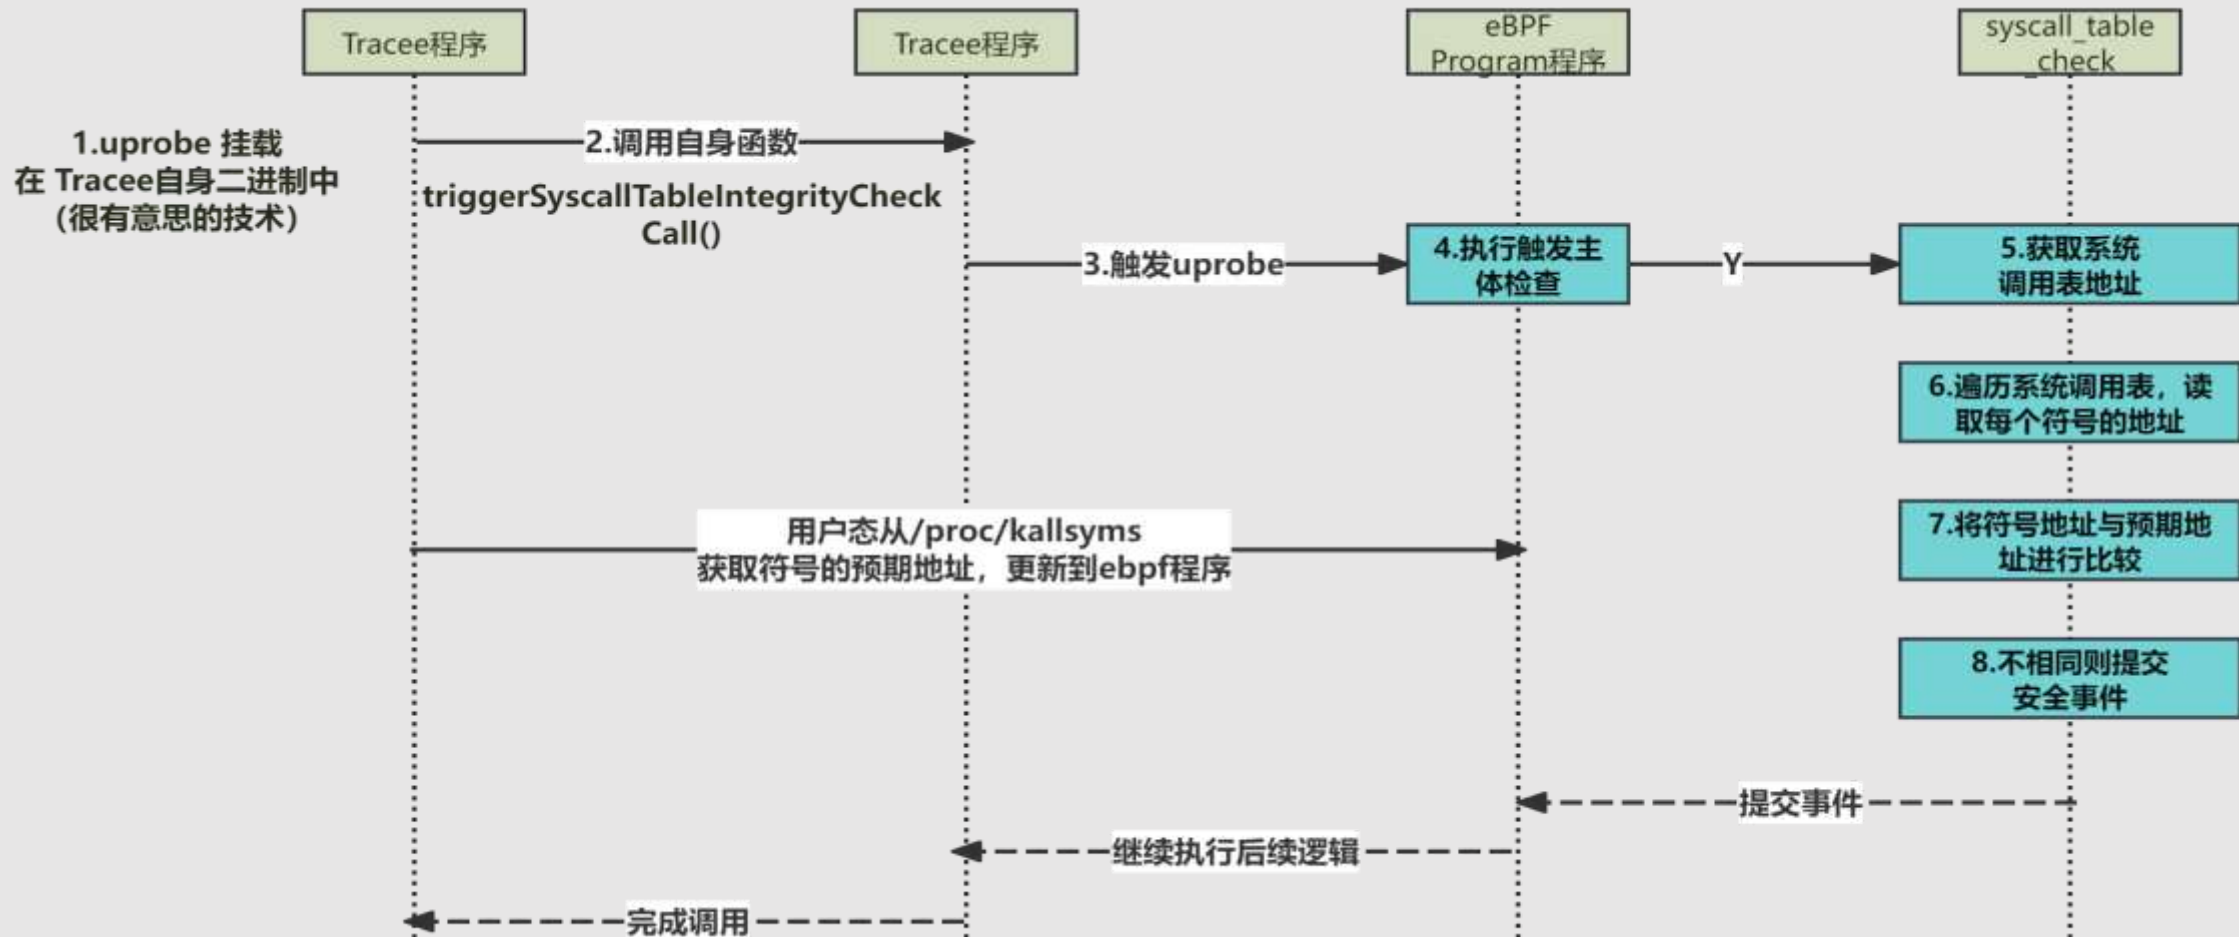 Tracee程序
Tracee程序
eBPF
Program程序
syscall_table
_check
1.uprobe 挂载
在 Tracee自身二进制中
（很有意思的技术）
2.调用自身函数
triggerSyscallTableIntegrityCheck
Call()
3.触发uprobe
4.执行触发主
体检查
Y
5.获取系统
调用表地址
6.遍历系统调用表，读
取每个符号的地址
用户态从/proc/kallsyms
获取符号的预期地址，更新到ebpf程序
7.将符号地址与预期地
址进行比较
8.不相同则提交
安全事件
提交事件
继续执行后续逻辑
完成调用